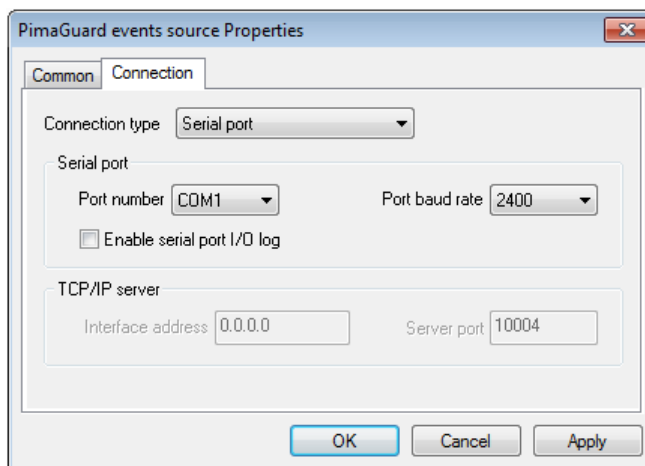 PimaGuard events source Properties
Common Connection
Connection type Serial port
Serial port
Port number COM1 Port baud rate 2400
Enable serial port I/O log
TCP/IP server
Interface address 0.0.0.0 Server port 10004
OK Cancel Apply